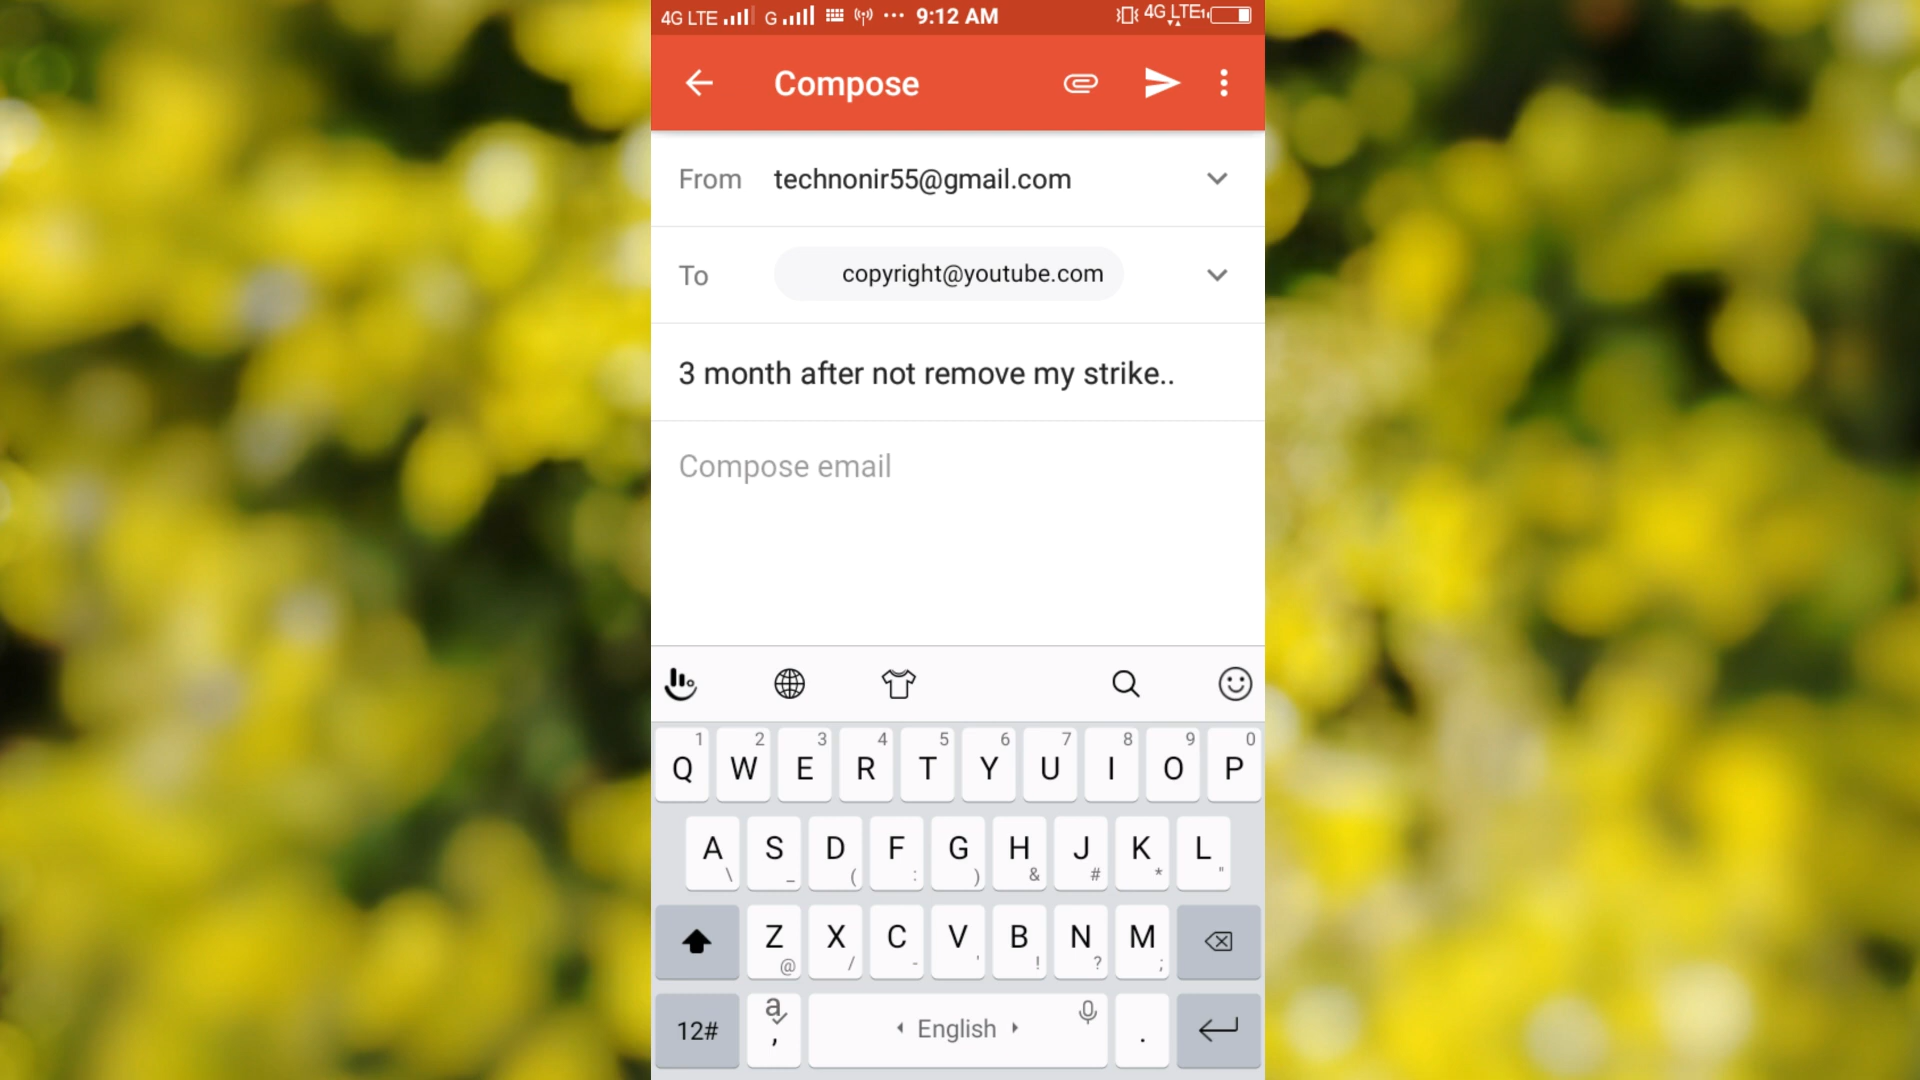 4G LTE G ... 9:12 AM 4G LTE
Compose
From technonir55@gmail.com
To copyright@youtube.com
3 month after not remove my strike..
Compose email
1 2 3 4 5 6 7 8 9 0
Q W E R T Y U I O P
A S D F G H J K L
\ _ ( : ) & # * "
Z X C V B N M
@ / - ' ! ? ;
12# a , English .